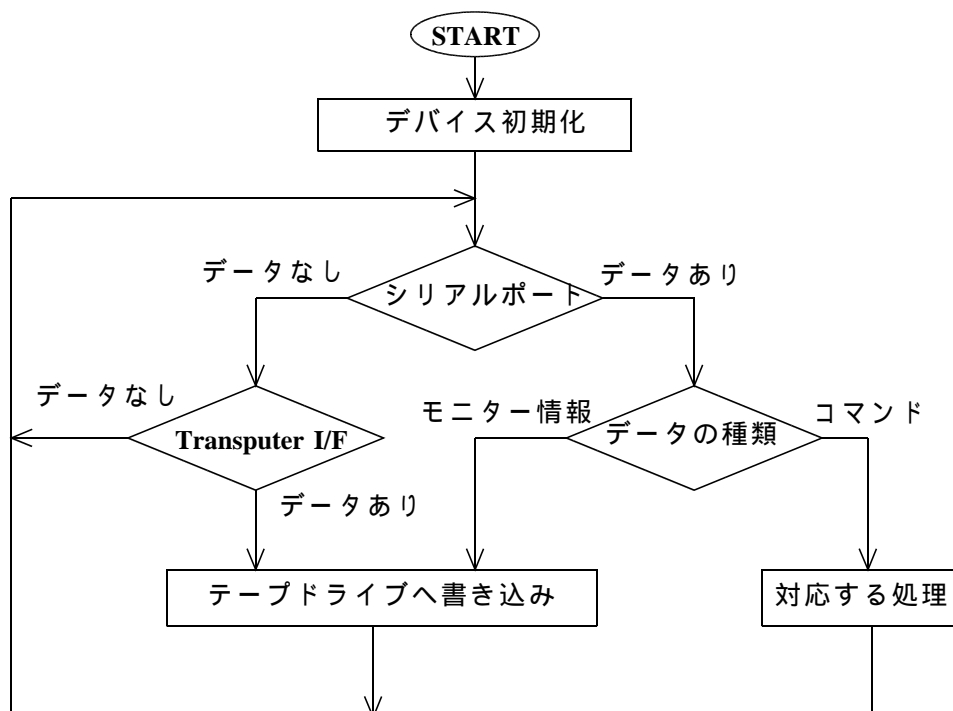 START
デバイス初期化
データなし
データあり
シリアルポート
データなし
モニター情報
コマンド
Transputer I/F
データの種類
データあり
テープドライブへ書き込み
対応する処理